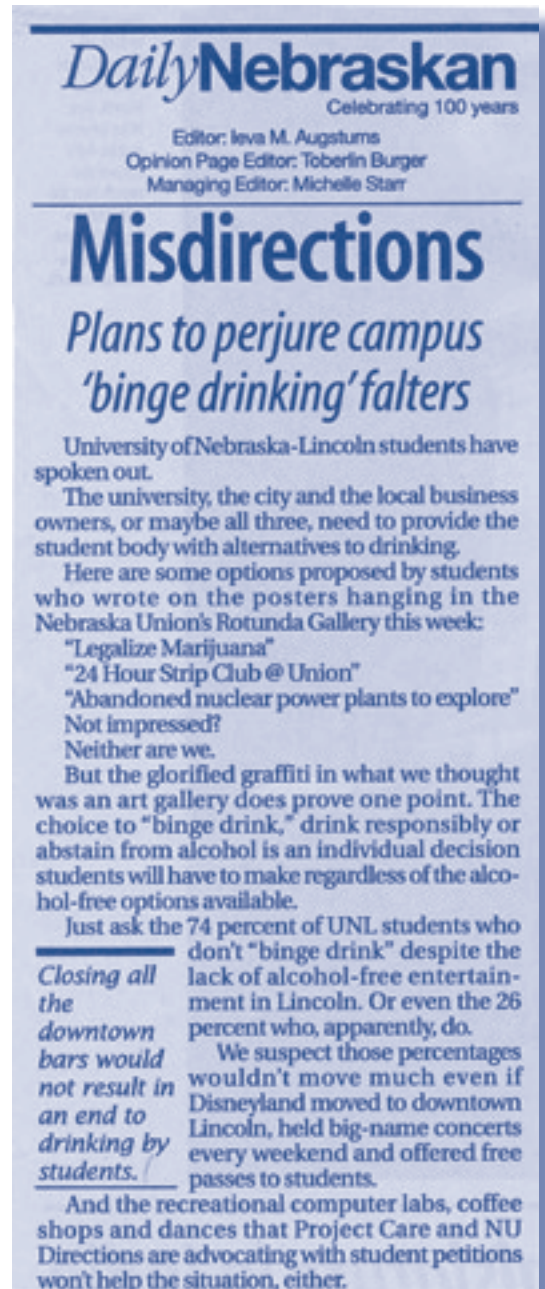 Daily Nebraskan
Celebrating 100 years
Editor: Ieva M. Augstums
Opinion Page Editor: Toberlin Burger
Managing Editor: Michelle Starr
Misdirections
Plans to perjure campus
'binge drinking' falters
University of Nebraska-Lincoln students have
spoken out.
The university, the city and the local business
owners, or maybe all three, need to provide the
student body with alternatives to drinking.
Here are some options proposed by students
who wrote on the posters hanging in the
Nebraska Union's Rotunda Gallery this week:
"Legalize Marijuana"
"24 Hour Strip Club @ Union"
"Abandoned nuclear power plants to explore"
Not impressed?
Neither are we.
But the glorified graffiti in what we thought
was an art gallery does prove one point. The
choice to "binge drink," drink responsibly or
abstain from alcohol is an individual decision
students will have to make regardless of the alco-
hol-free options available.
Just ask the 74 percent of UNL students who
don't "binge drink" despite the
lack of alcohol-free entertain-
ment in Lincoln. Or even the 26
percent who, apparently, do.
We suspect those percentages
wouldn't move much even if
Disneyland moved to downtown
Lincoln, held big-name concerts
every weekend and offered free
passes to students.
Closing all
the
downtown
bars would
not result in
an end to
drinking by
students.
And the recreational computer labs, coffee
shops and dances that Project Care and NU
Directions are advocating with student petitions
won't help the situation, either.